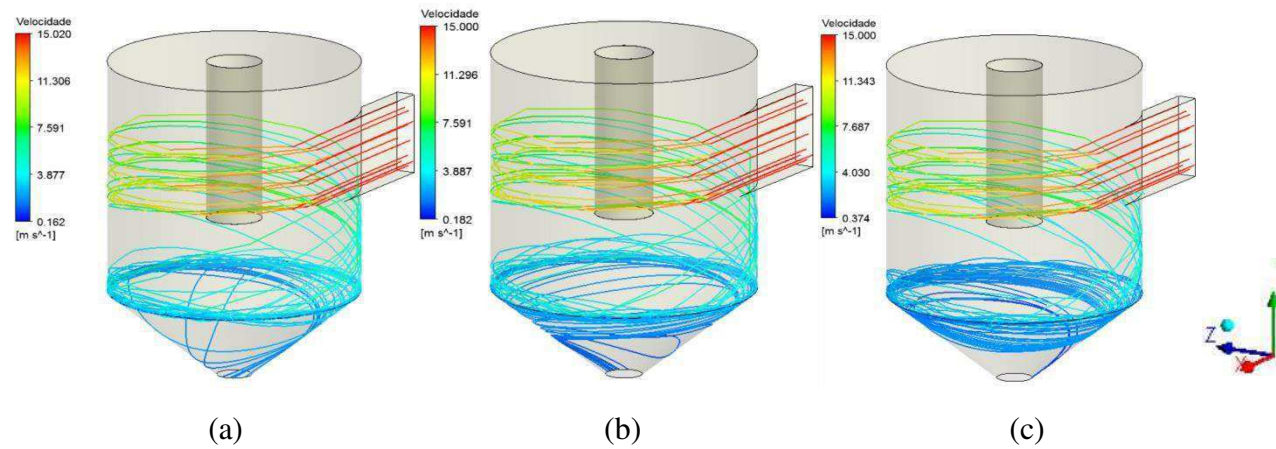 Velocidade
15.020
11.306
7.591
3.877
0.162
[m s^-1]
Velocidade
15.000
11.296
7.591
3.887
0.182
[m s^-1]
Velocidade
15.000
11.343
7.687
4.030
0.374
[m s^-1]
Z
X
(a)
(b)
(c)